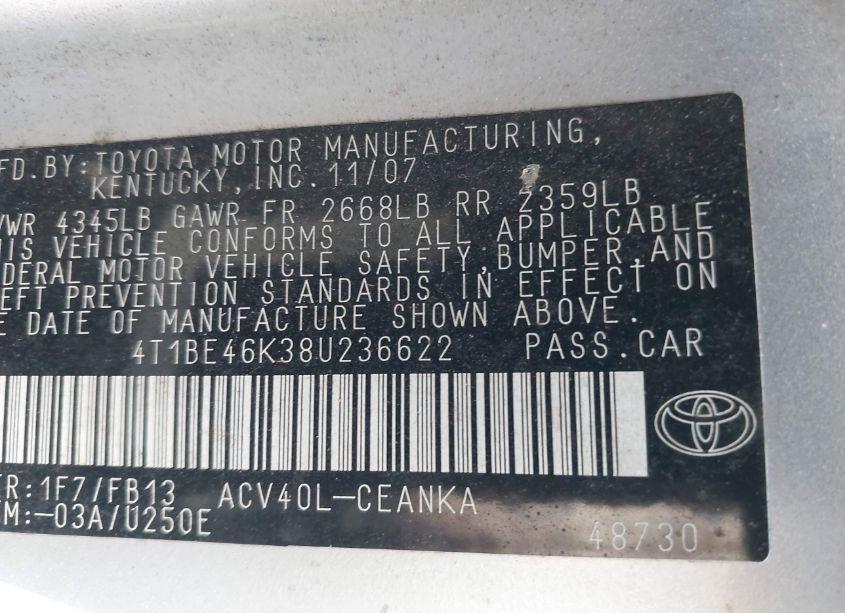 FD. BY: TOYOTA MOTOR MANUFACTURING,
KENTUCKY, INC. 11/07
VWR 4345LB GAWR FR 2668LB RR 2359LB
HIS VEHICLE CONFORMS TO ALL APPLICABLE
DERAL MOTOR VEHICLE SAFETY, BUMPER, AND
EFT PREVENTION STANDARDS IN EFFECT ON
E DATE OF MANUFACTURE SHOWN ABOVE.
4T1BE46K38U236622 PASS.CAR
R:1F7/FB13 ACV40L-CEANKA
M:-03A/U250E
48730